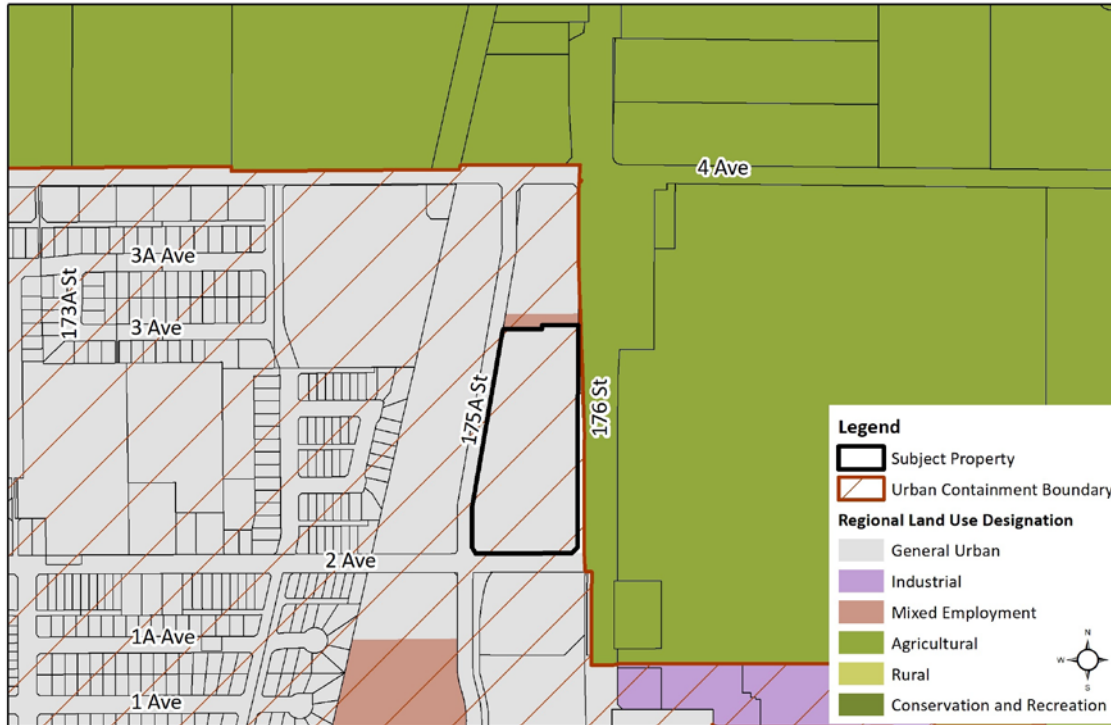 4 Ave
3A Ave
173A St
3 Ave
175A St
176 St
2 Ave
1A Ave
1 Ave
Legend
Subject Property
Urban Containment Boundary
Regional Land Use Designation
General Urban
Industrial
Mixed Employment
Agricultural
Rural
Conservation and Recreation
N
W
S